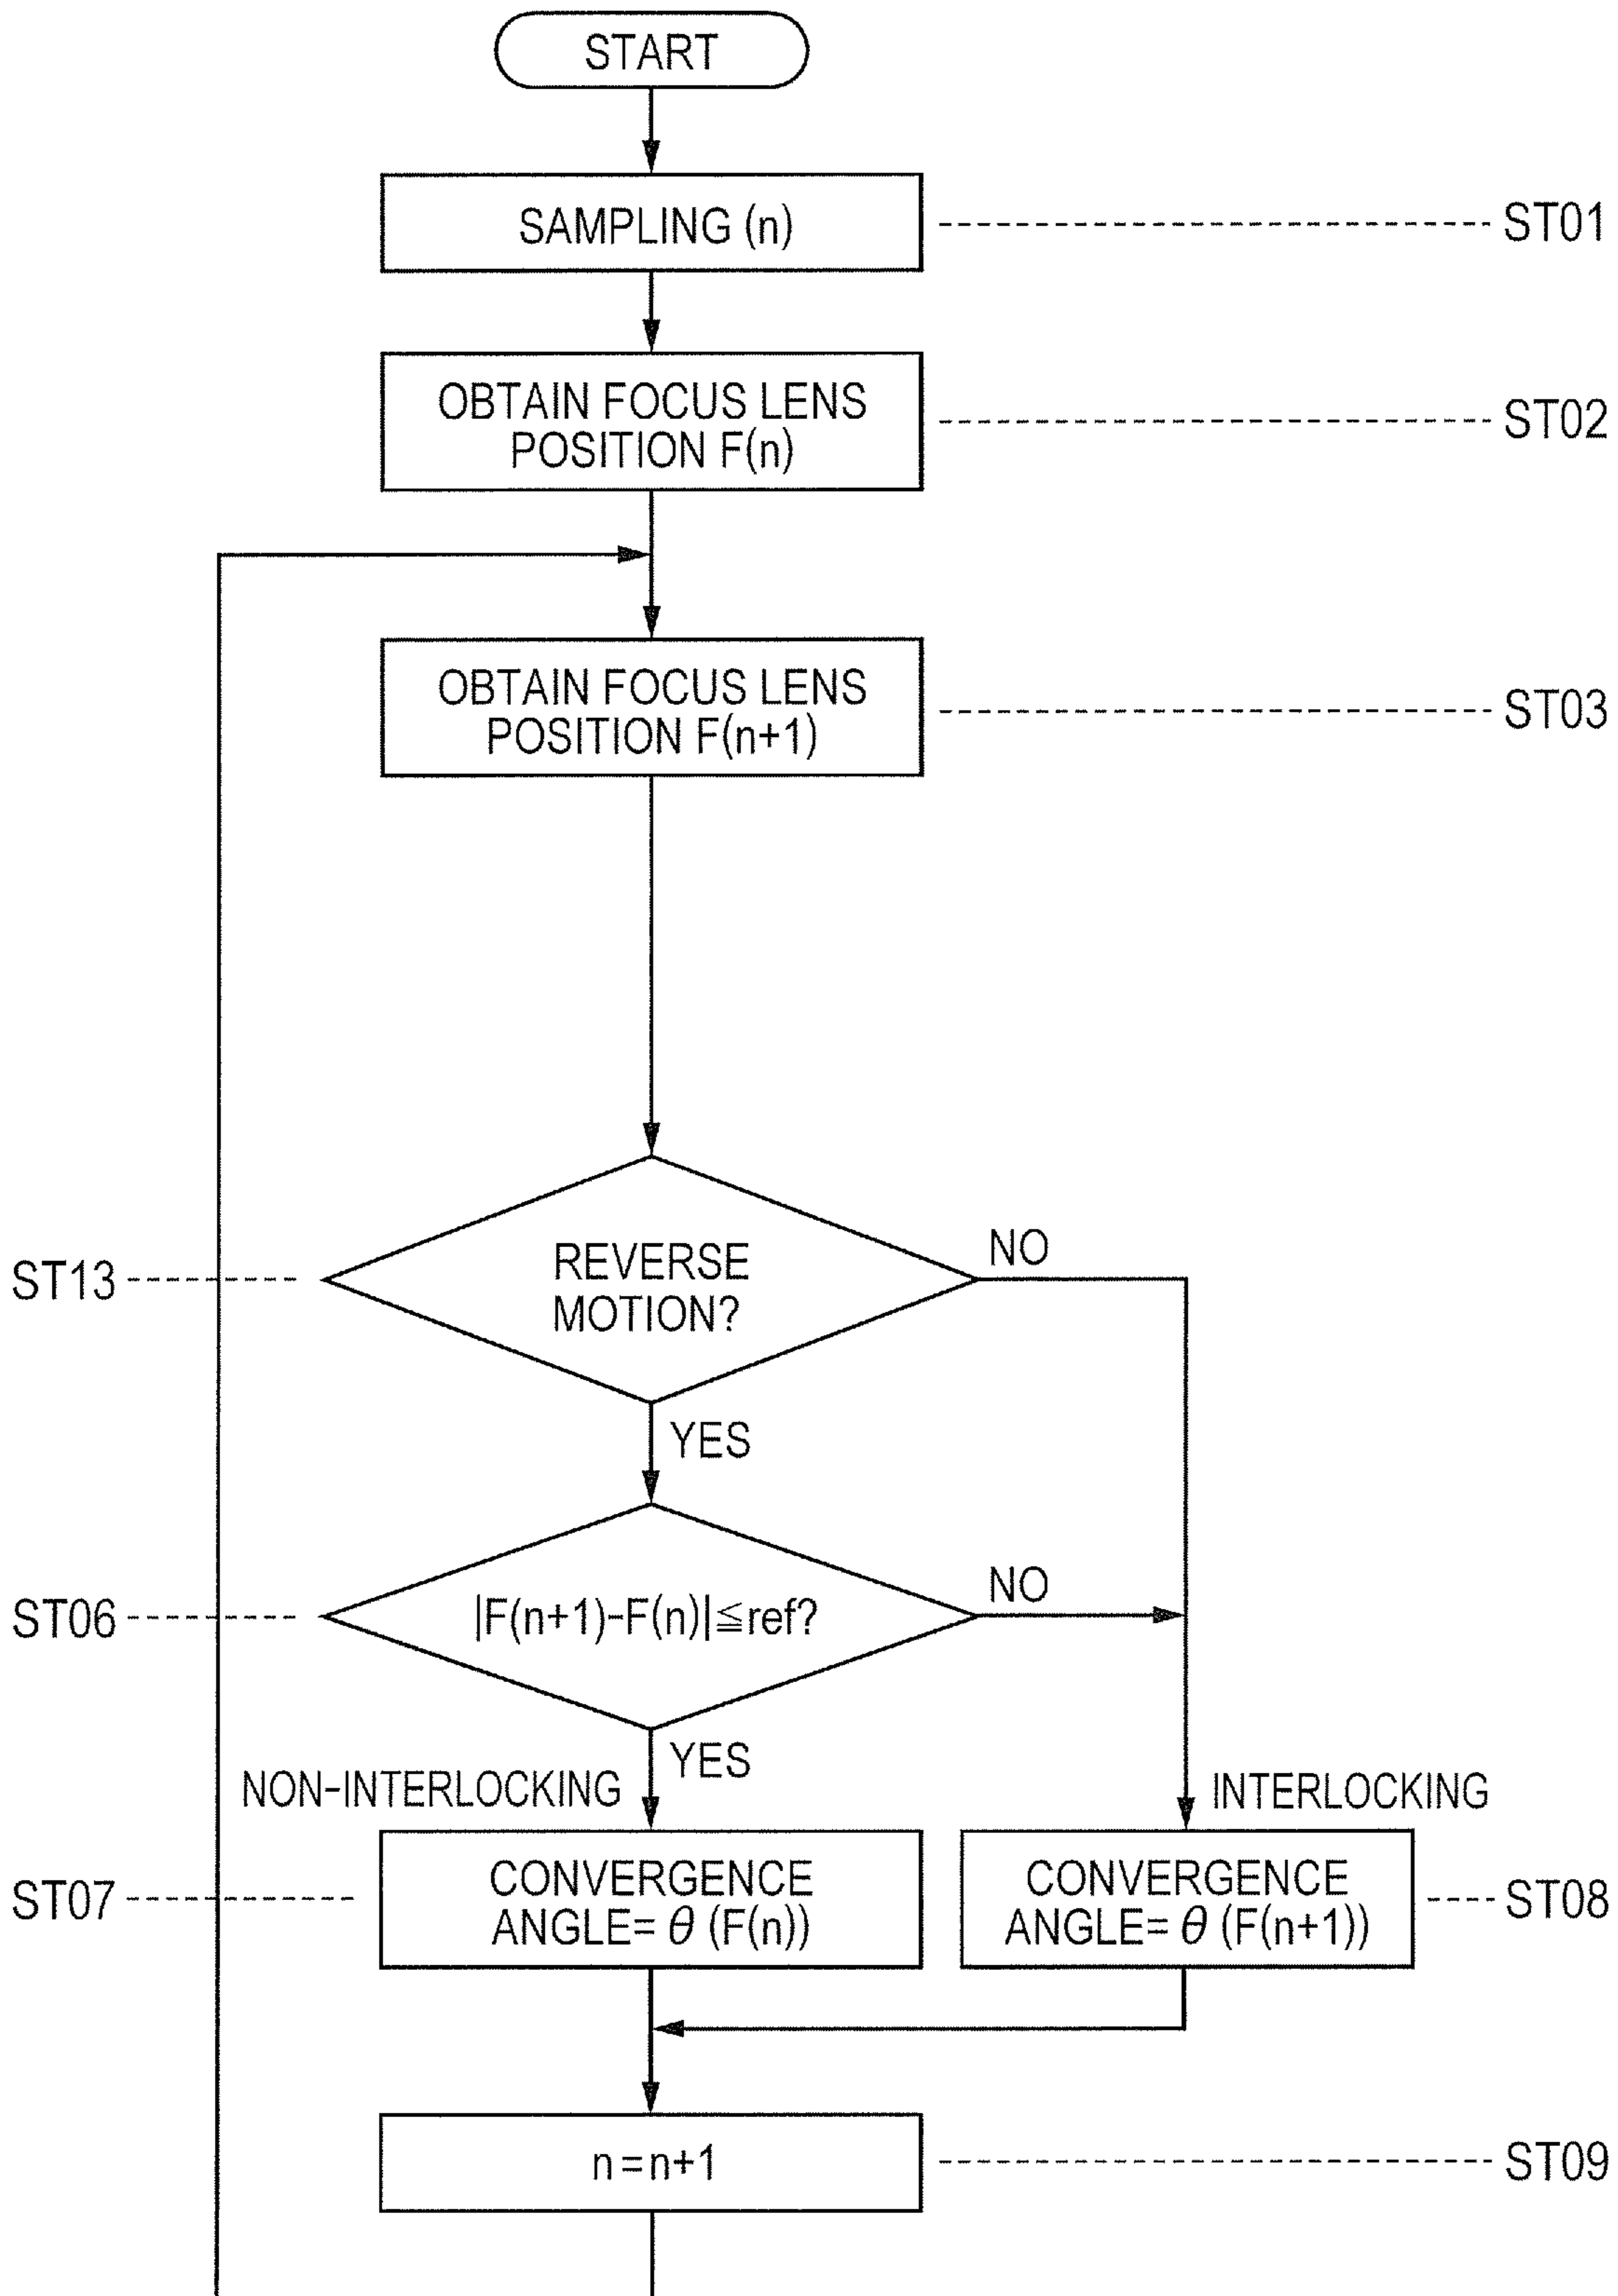 START
SAMPLING (n)
ST01
OBTAIN FOCUS LENS
POSITION F(n)
ST02
OBTAIN FOCUS LENS
POSITION F(n+1)
ST03
ST13
REVERSE
MOTION?
NO
YES
ST06
|F(n+1)-F(n)|≦ref?
NO
YES
NON-INTERLOCKING
INTERLOCKING
ST07
CONVERGENCE
ANGLE= θ (F(n))
CONVERGENCE
ANGLE= θ (F(n+1))
ST08
n=n+1
ST09